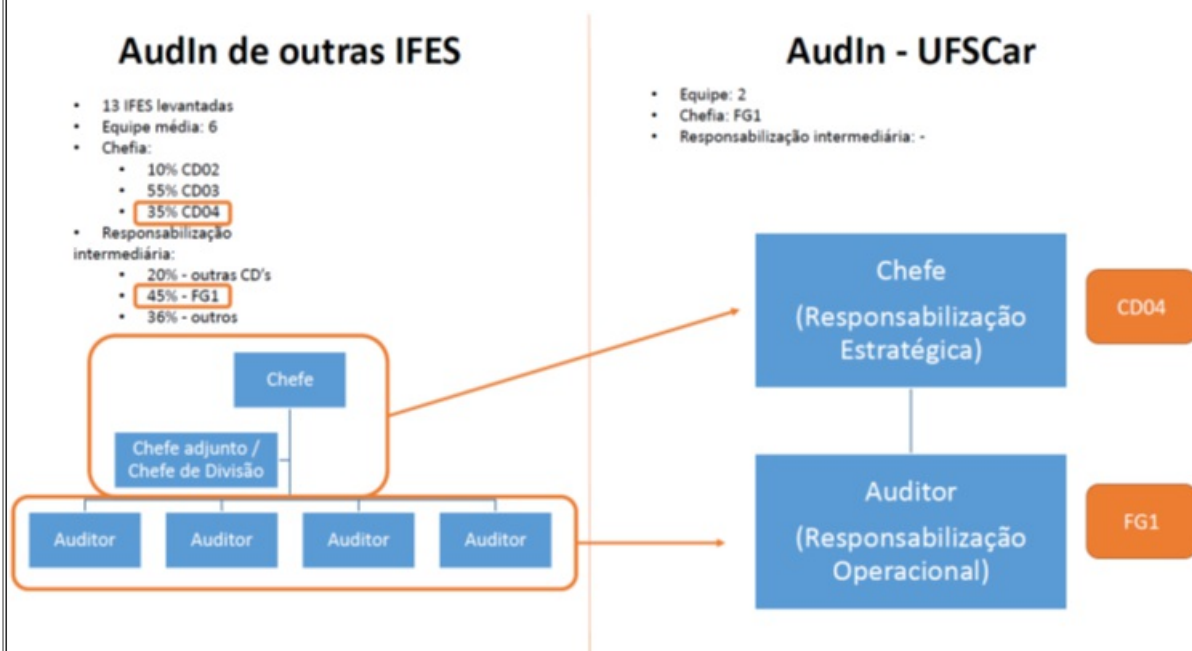 AudIn de outras IFES
• 13 IFES levantadas
• Equipe média: 6
• Chefia:
• 10% CD02
• 55% CD03
• 35% CD04
• Responsabilização
intermediária:
• 20% - outras CD's
• 45% - FG1
• 36% - outros
Chefe
Chefe adjunto /
Chefe de Divisão
Auditor
Auditor
Auditor
Auditor
AudIn - UFSCar
• Equipe: 2
• Chefia: FG1
• Responsabilização intermediária: -
Chefe
(Responsabilização
Estratégica)
CD04
Auditor
(Responsabilização
Operacional)
FG1